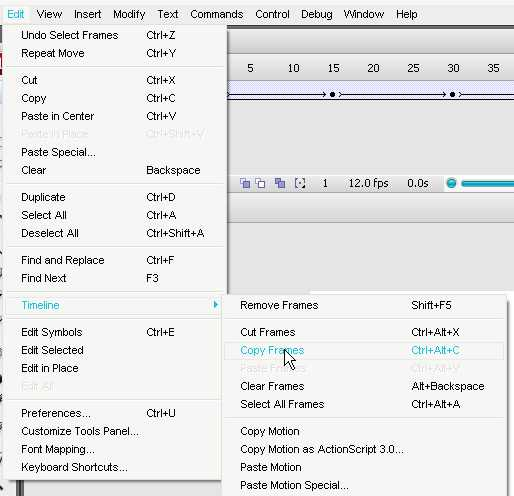 Edit View Insert Modify Text Commands Control Debug Window Help
Undo Select Frames Ctrl+Z
Repeat Movie Ctrl+Y
5 10 15 20 25 30 35
Cut Ctrl+X
Copy Ctrl+C
Paste in Center Ctrl+V
Paste in Place Ctrl+Shift+V
Paste Special...
Clear Backspace
1 12.0 fps 0.0s
Duplicate Ctrl+D
Select All Ctrl+A
Deselect All Ctrl+Shift+A
Find and Replace Ctrl+F
Find Next F3
Timeline
Remove Frames Shift+F5
Edit Symbols Ctrl+E
Cut Frames Ctrl+Alt+X
Edit Selected
Copy Frames Ctrl+Alt+C
Edit in Place
Paste Frames Ctrl+Alt+V
Edit All
Clear Frames Alt+Backspace
Select All Frames Ctrl+Alt+A
Preferences... Ctrl+U
Customize Tools Panel...
Copy Motion
Font Mapping...
Copy Motion as ActionScript 3.0...
Keyboard Shortcuts...
Paste Motion
Paste Motion Special...